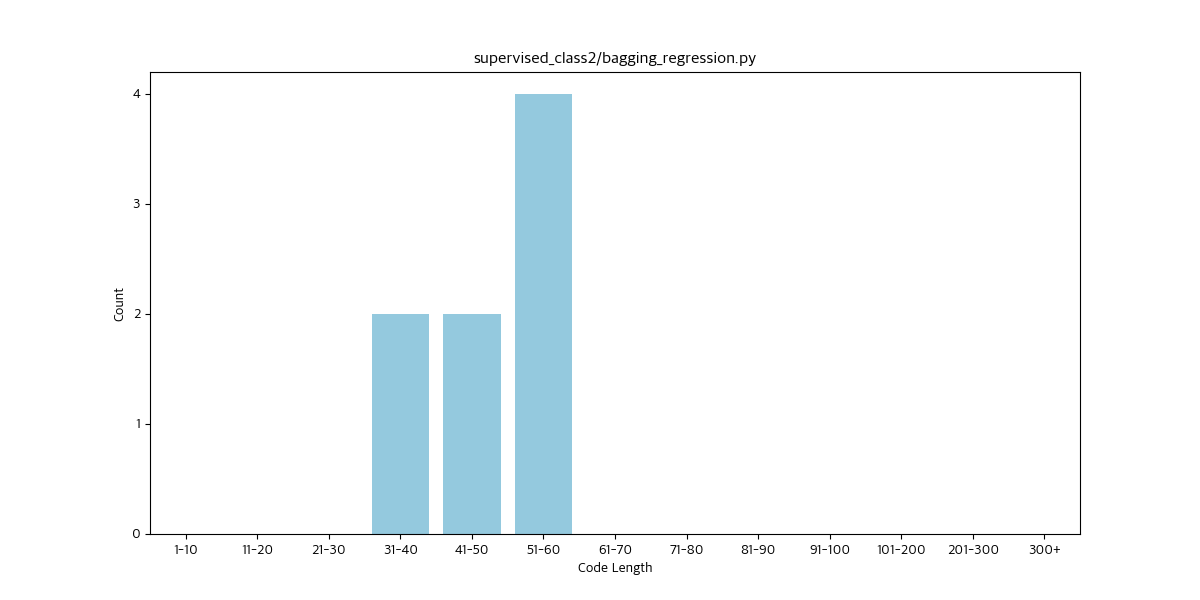 supervised_class2/bagging_regression.py
4
3
2
1
0
Count
1-10 11-20 21-30 31-40 41-50 51-60 61-70 71-80 81-90 91-100 101-200 201-300 300+
Code Length